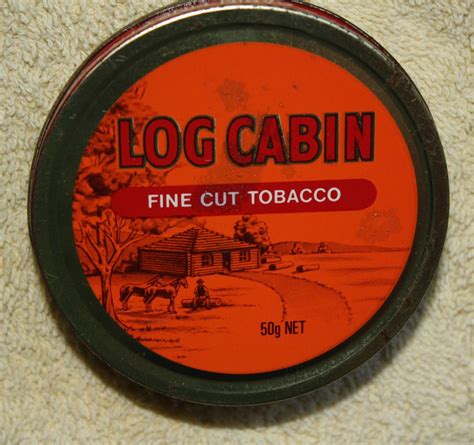 LOG CABIN
FINE CUT TOBACCO
50g NET